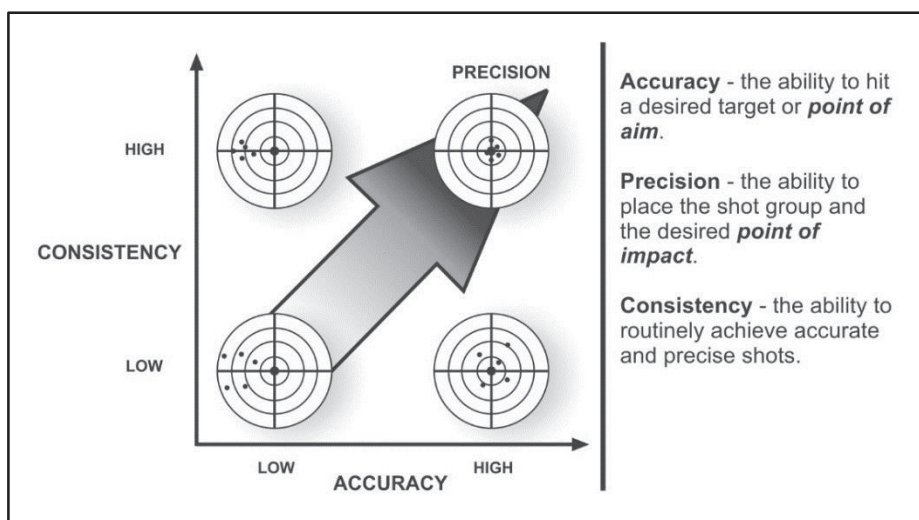 PRECISION
HIGH
CONSISTENCY
LOW
LOW
HIGH
ACCURACY
Accuracy - the ability to hit
a desired target or point of
aim.
Precision - the ability to
place the shot group and
the desired point of
impact.
Consistency - the ability to
routinely achieve accurate
and precise shots.